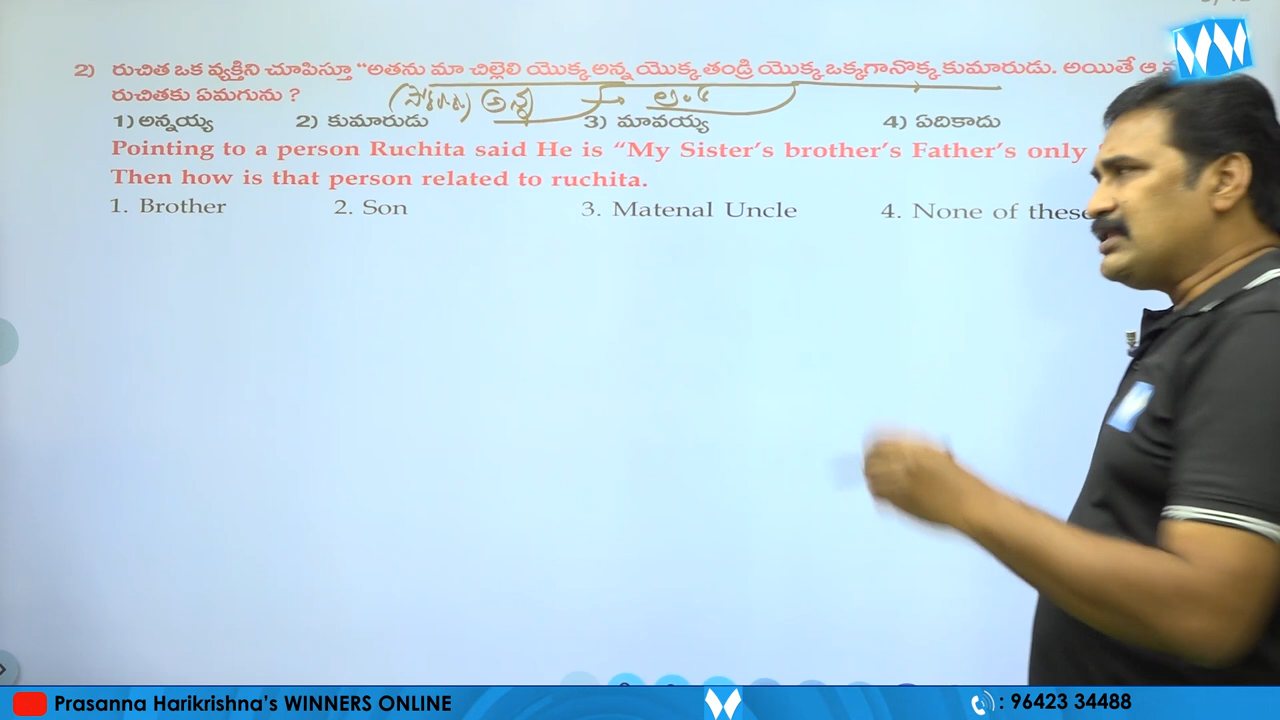 2) రుచిత ఒక వ్యక్తిని చూపిస్తూ "అతను మా చిల్లెలి యొక్క అన్న యొక్క తండ్రి యొక్క ఒక్కగానొక్క కుమారుడు. అయితే ఆ
రుచితకు ఏమగును ?
అన్న
1) అన్నయ్య 2) కుమారుడు 3) మావయ్య 4) ఏదికాదు
Pointing to a person Ruchita said He is "My Sister's brother's Father's only
Then how is that person related to ruchita.
1. Brother 2. Son 3. Matenal Uncle 4. None of these
Prasanna Harikrishna's WINNERS ONLINE : 96423 34488